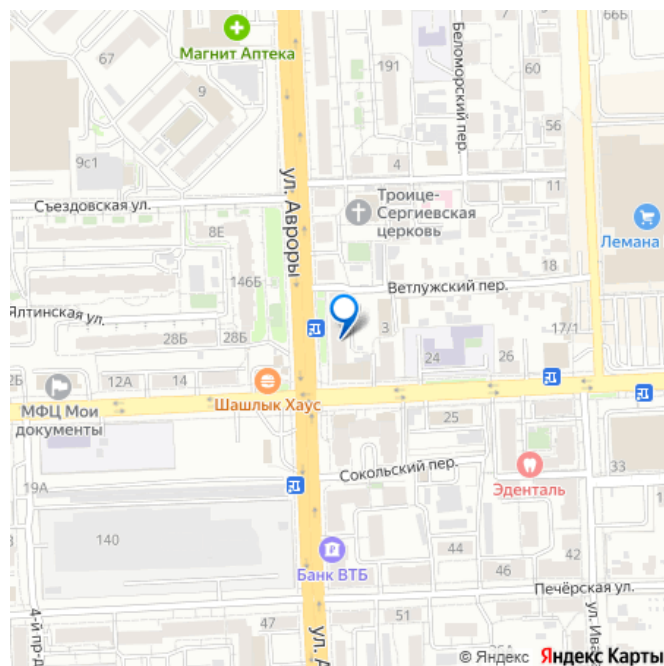 66Б
Магнит Аптека
67
191
Беломорский пер.
60
9
56
9с1
4
ул. Авроры
11
Съездовская ул.
Троице-
Сергиевская
церковь
Лемана
8Е
146Б
18
Ветлужский пер.
Ялтинская ул.
28Б
28Б
3
17/1
24
26
2Б
12А
14
МФЦ Мои
документы
Шашлык Хаус
25
Сокольский пер.
33
19А
Эденталь
140
44
42
Банк ВТБ
46
Печёрская ул.
47
51
4-й пр-д
ул. Ива
ул. А
© Яндекс Яндекс Карты